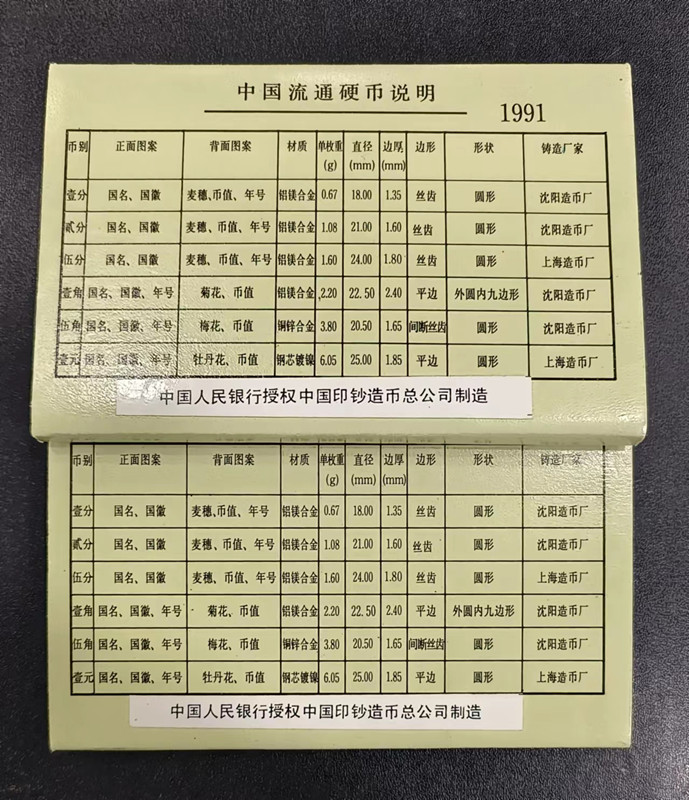 中国流通硬币说明
1991
币别 正面图案 背面图案 材质 单枚重(g) 直径(mm) 边厚(mm) 边形 形状 铸造厂家
壹分 国名、国徽 麦穗、币值、年号 铝镁合金 0.67 18.00 1.35 丝齿 圆形 沈阳造币厂
贰分 国名、国徽 麦穗、币值、年号 铝镁合金 1.08 21.00 1.60 丝齿 圆形 沈阳造币厂
伍分 国名、国徽 麦穗、币值、年号 铝镁合金 1.60 24.00 1.80 丝齿 圆形 上海造币厂
壹角 国名、国徽、年号 菊花、币值 铝镁合金 2.20 22.50 2.40 平边 外圆内九边形 沈阳造币厂
伍角 国名、国徽、年号 梅花、币值 铜锌合金 3.80 20.50 1.65 间断丝齿 圆形 沈阳造币厂
壹元 国名、国徽、年号 牡丹花、币值 钢芯镀镍 6.05 25.00 1.85 平边 圆形 上海造币厂
中国人民银行授权中国印钞造币总公司制造
币别 正面图案 背面图案 材质 单枚重(g) 直径(mm) 边厚(mm) 边形 形状 铸造厂家
壹分 国名、国徽 麦穗、币值、年号 铝镁合金 0.67 18.00 1.35 丝齿 圆形 沈阳造币厂
贰分 国名、国徽 麦穗、币值、年号 铝镁合金 1.08 21.00 1.60 丝齿 圆形 沈阳造币厂
伍分 国名、国徽 麦穗、币值、年号 铝镁合金 1.60 24.00 1.80 丝齿 圆形 上海造币厂
壹角 国名、国徽、年号 菊花、币值 铝镁合金 2.20 22.50 2.40 平边 外圆内九边形 沈阳造币厂
伍角 国名、国徽、年号 梅花、币值 铜锌合金 3.80 20.50 1.65 间断丝齿 圆形 沈阳造币厂
壹元 国名、国徽、年号 牡丹花、币值 钢芯镀镍 6.05 25.00 1.85 平边 圆形 上海造币厂
中国人民银行授权中国印钞造币总公司制造